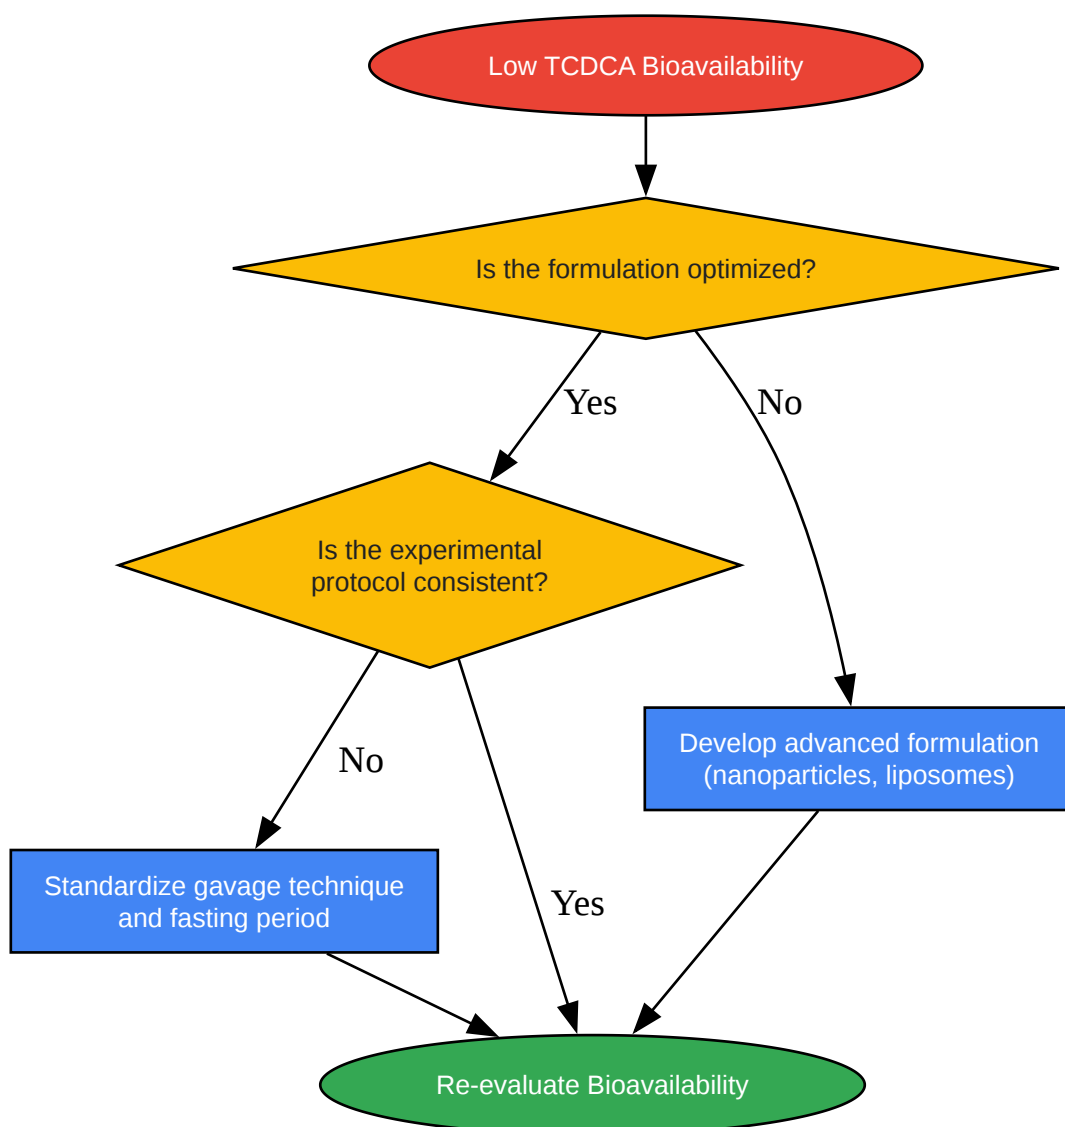 Low TCDCA Bioavailability
Is the formulation optimized?
Yes
No
Is the experimental
protocol consistent?
Develop advanced formulation
(nanoparticles, liposomes)
No
Standardize gavage technique
and fasting period
Yes
Re-evaluate Bioavailability